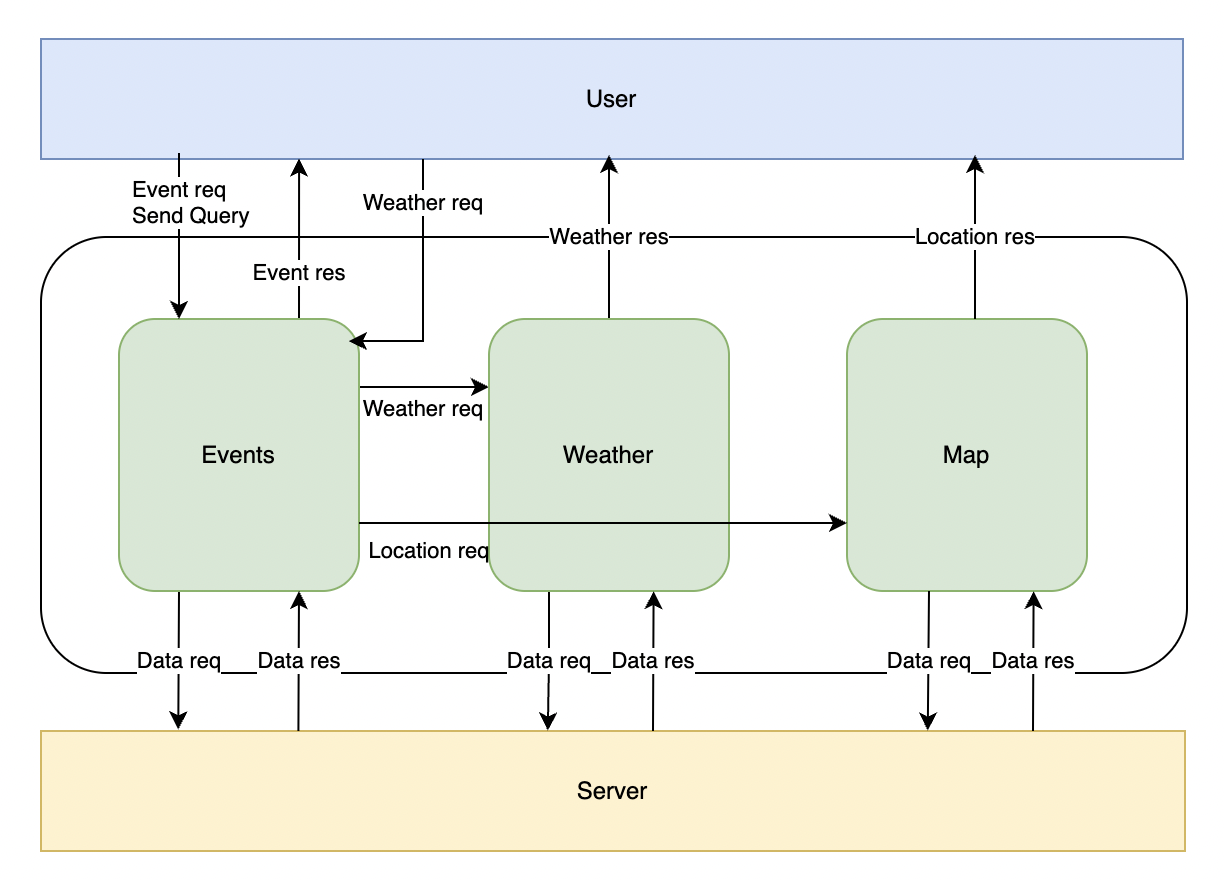 User
Event req
Send Query
Weather req
Weather res
Location res
Event res
Weather req
Events
Weather
Map
Location req
Data req
Data res
Data req
Data res
Data req
Data res
Server